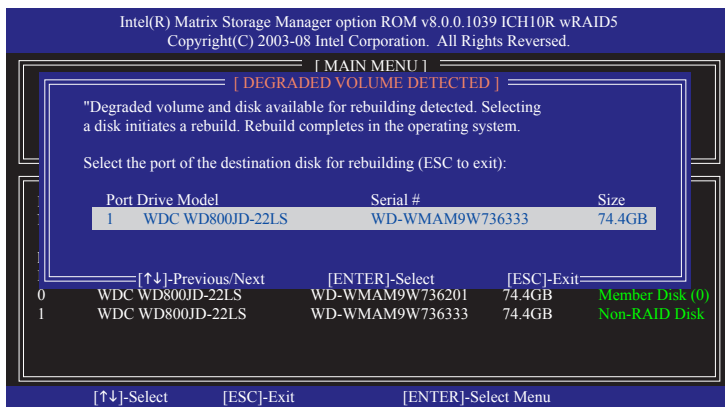 Intel(R) Matrix Storage Manager option ROM v8.0.0.1039 ICH10R wRAID5
Copyright(C) 2003-08 Intel Corporation. All Rights Reversed.
[ MAIN MENU ]
[ DEGRADED VOLUME DETECTED ]
"Degraded volume and disk available for rebuilding detected. Selecting
a disk initiates a rebuild. Rebuild completes in the operating system.
Select the port of the destination disk for rebuiding (ESC to exit):
Port Drive Model Serial # Size
1 WDC WD800JD-22LS WD-WMAM9W736333 74.4GB
[↑↓]-Previous/Next [ENTER]-Select [ESC]-Exit
0 WDC WD800JD-22LS WD-WMAM9W736201 74.4GB Member Disk (0)
1 WDC WD800JD-22LS WD-WMAM9W736333 74.4GB Non-RAID Disk
[↑↓]-Select [ESC]-Exit [ENTER]-Select Menu